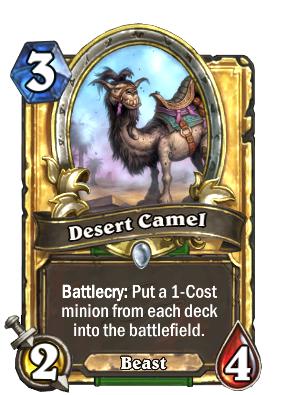 3
Desert Camel
Battlecry: Put a 1-Cost
minion from each deck
into the battlefield.
2
Beast
4